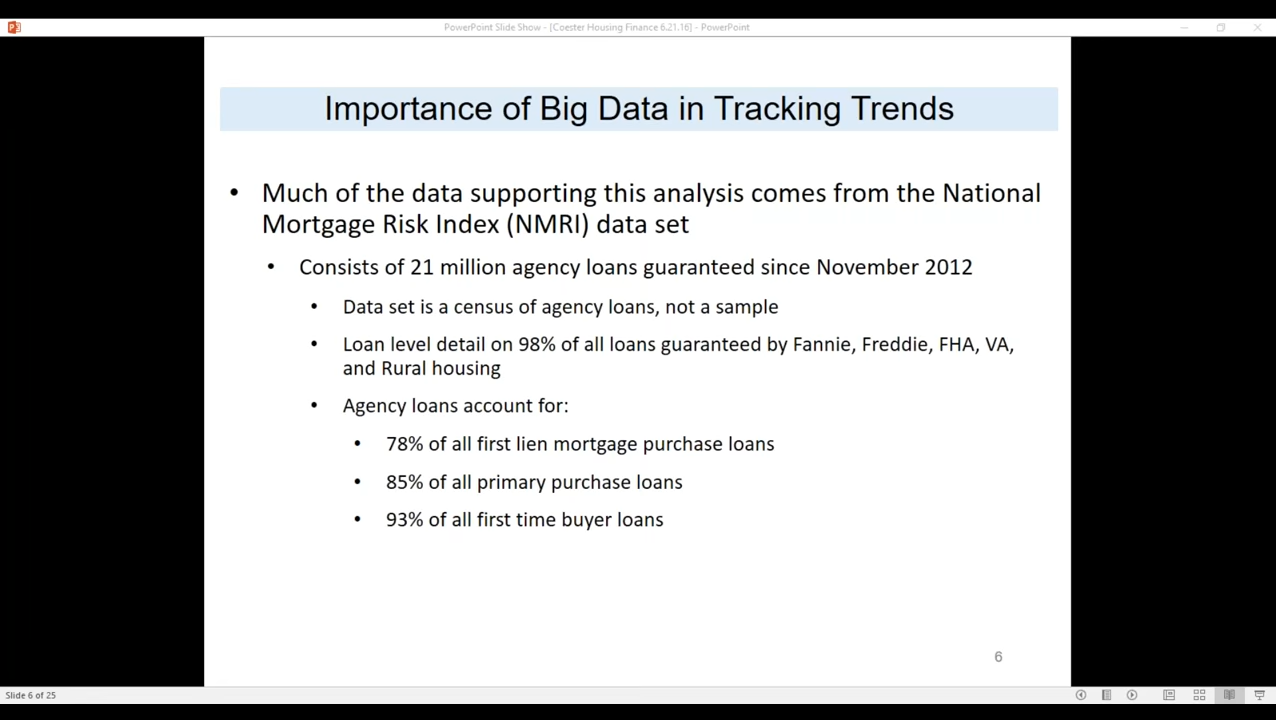 PowerPoint Slide Show - [Coester Housing Finance 6.21.16] - PowerPoint
Importance of Big Data in Tracking Trends
• Much of the data supporting this analysis comes from the National
Mortgage Risk Index (NMRI) data set
• Consists of 21 million agency loans guaranteed since November 2012
• Data set is a census of agency loans, not a sample
• Loan level detail on 98% of all loans guaranteed by Fannie, Freddie, FHA, VA,
and Rural housing
• Agency loans account for:
• 78% of all first lien mortgage purchase loans
• 85% of all primary purchase loans
• 93% of all first time buyer loans
6
Slide 6 of 25